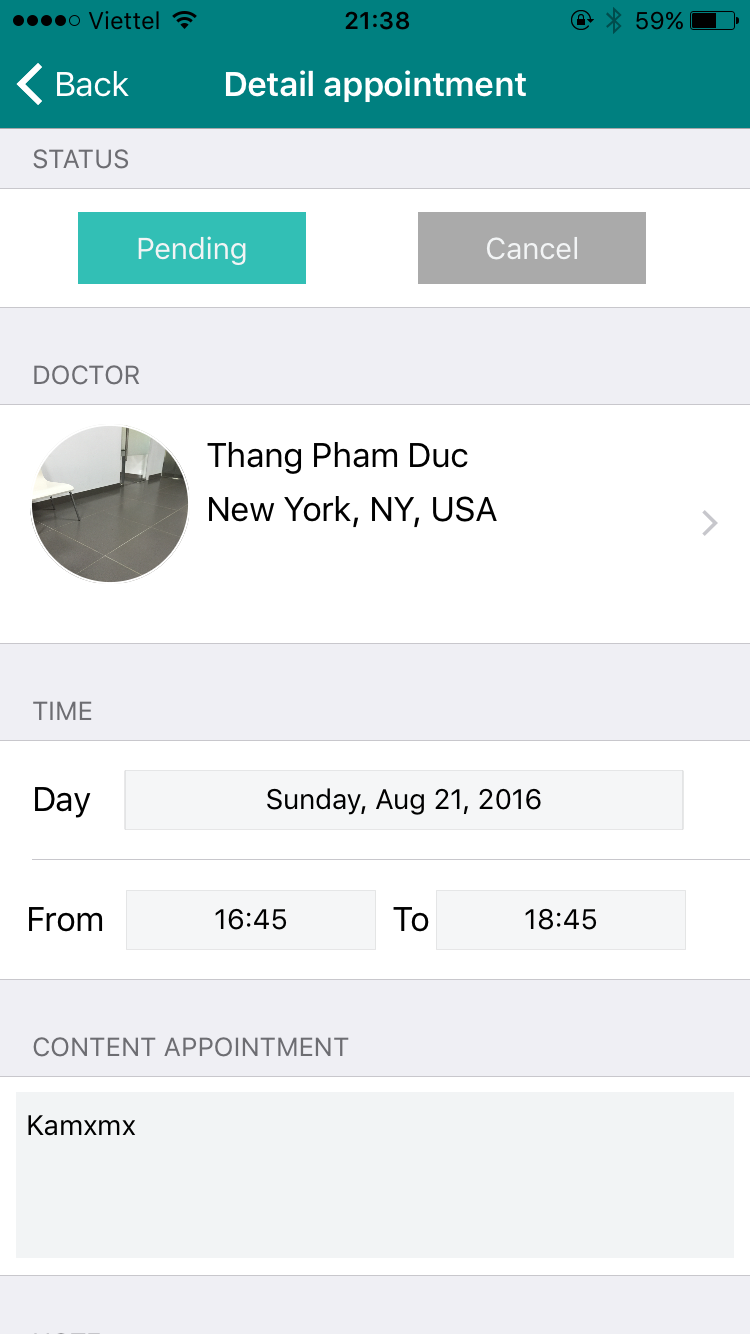 Viettel 21:38 59%
Back Detail appointment
STATUS
Pending Cancel
DOCTOR
Thang Pham Duc
New York, NY, USA
TIME
Day Sunday, Aug 21, 2016
From 16:45 To 18:45
CONTENT APPOINTMENT
Kamxmx